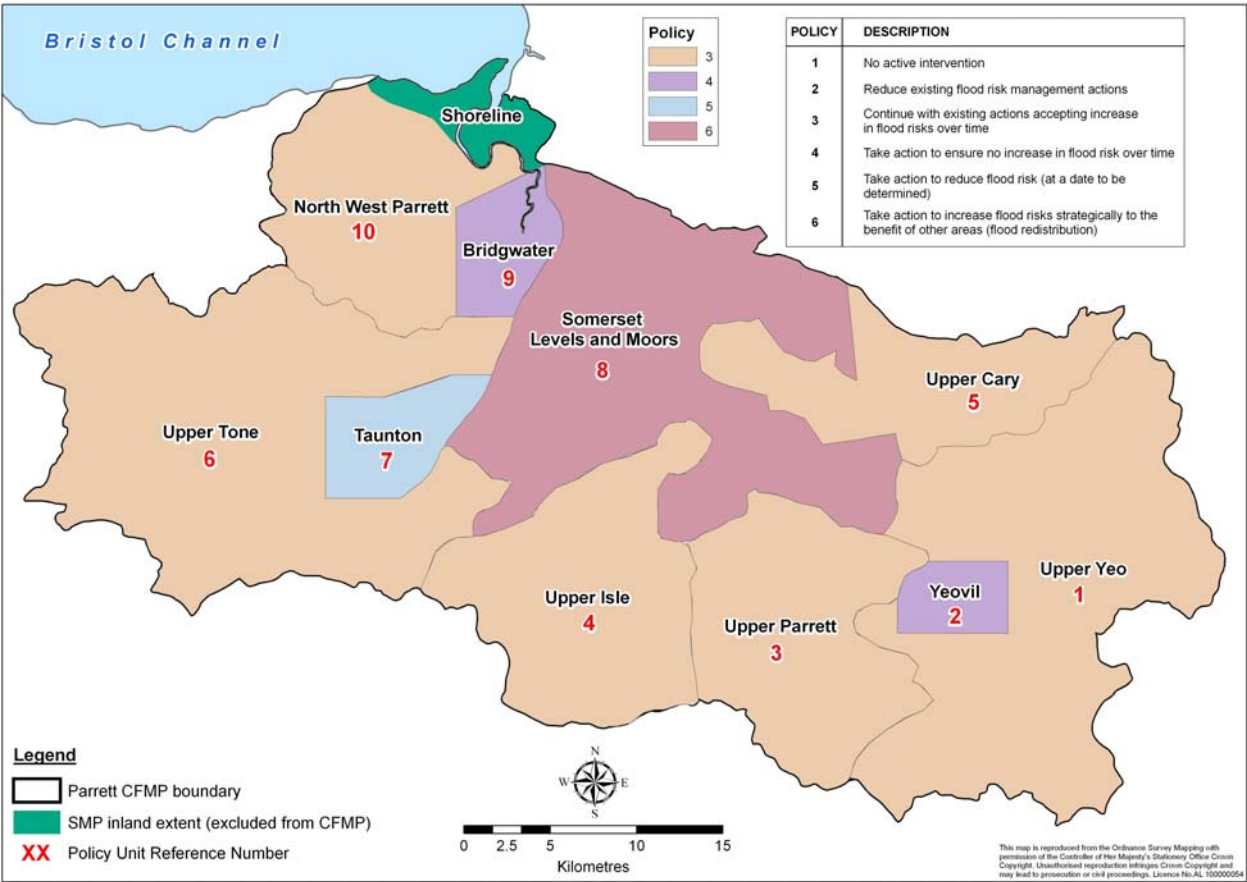 Bristol Channel
Policy
3
4
5
6
POLICY DESCRIPTION
1 No active intervention
2 Reduce existing flood risk management actions
3 Continue with existing actions accepting increase
in flood risks over time
4 Take action to ensure no increase in flood risk over time
5 Take action to reduce flood risk (at a date to be
determined)
6 Take action to increase flood risks strategically to the
benefit of other areas (flood redistribution)
Shoreline
North West Parrett
10
Bridgwater
9
Somerset
Levels and Moors
8
Upper Cary
5
Upper Tone
6
Taunton
7
Upper Isle
4
Upper Parrett
3
Yeovil
2
Upper Yeo
1
Legend
Parrett CFMP boundary
SMP inland extent (excluded from CFMP)
XX Policy Unit Reference Number
N
W E
S
0 2.5 5 10 15
Kilometres
This map is reproduced from the Ordnance Survey Mapping with
permission of the Controller of Her Majesty's Stationery Office Crown
Copyright. Unauthorised reproduction infringes Crown Copyright and
may lead to prosecution or civil proceedings. Licence No.AL 100000054